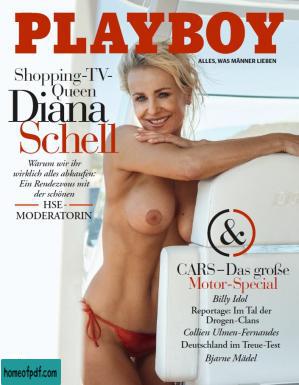 PLAYBOY
ALLES, WAS MÄNNER LIEBEN
Shopping-TV-
Queen
Diana
Schell
Warum wir ihr
wirklich alles abkaufen:
Ein Rendezvous mit
der schönen
HSE-
MODERATORIN
&
CARS – Das große
Motor-Special
Billy Idol
Reportage: Im Tal der
Drogen-Clans
Collien Ulmen-Fernandes
Deutschland im Treue-Test
Bjarne Mädel
homeofpdf.com